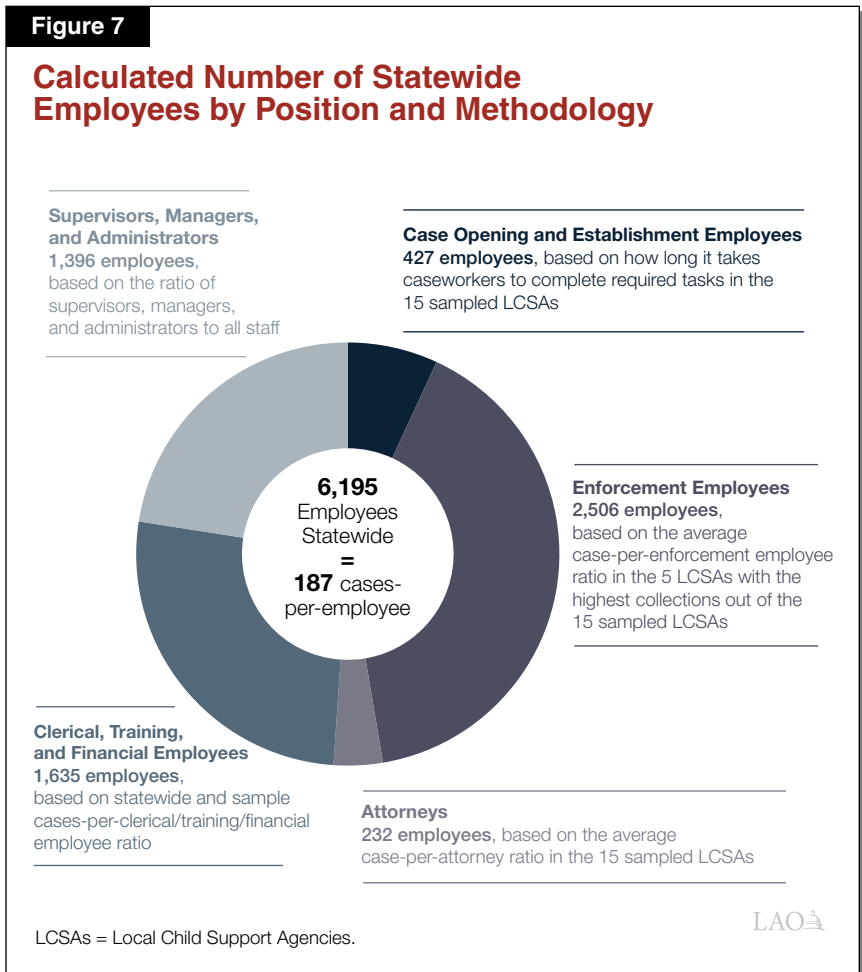 Figure 7
Calculated Number of Statewide
Employees by Position and Methodology
Supervisors, Managers,
and Administrators
1,396 employees,
based on the ratio of
supervisors, managers,
and administrators to all staff
Case Opening and Establishment Employees
427 employees, based on how long it takes
caseworkers to complete required tasks in the
15 sampled LCSAs
6,195
Employees
Statewide
=
187 cases-
per-employee
Enforcement Employees
2,506 employees,
based on the average
case-per-enforcement employee
ratio in the 5 LCSAs with the
highest collections out of the
15 sampled LCSAs
Clerical, Training,
and Financial Employees
1,635 employees,
based on statewide and sample
cases-per-clerical/training/financial
employee ratio
Attorneys
232 employees, based on the average
case-per-attorney ratio in the 15 sampled LCSAs
LCSAs = Local Child Support Agencies.
LAO